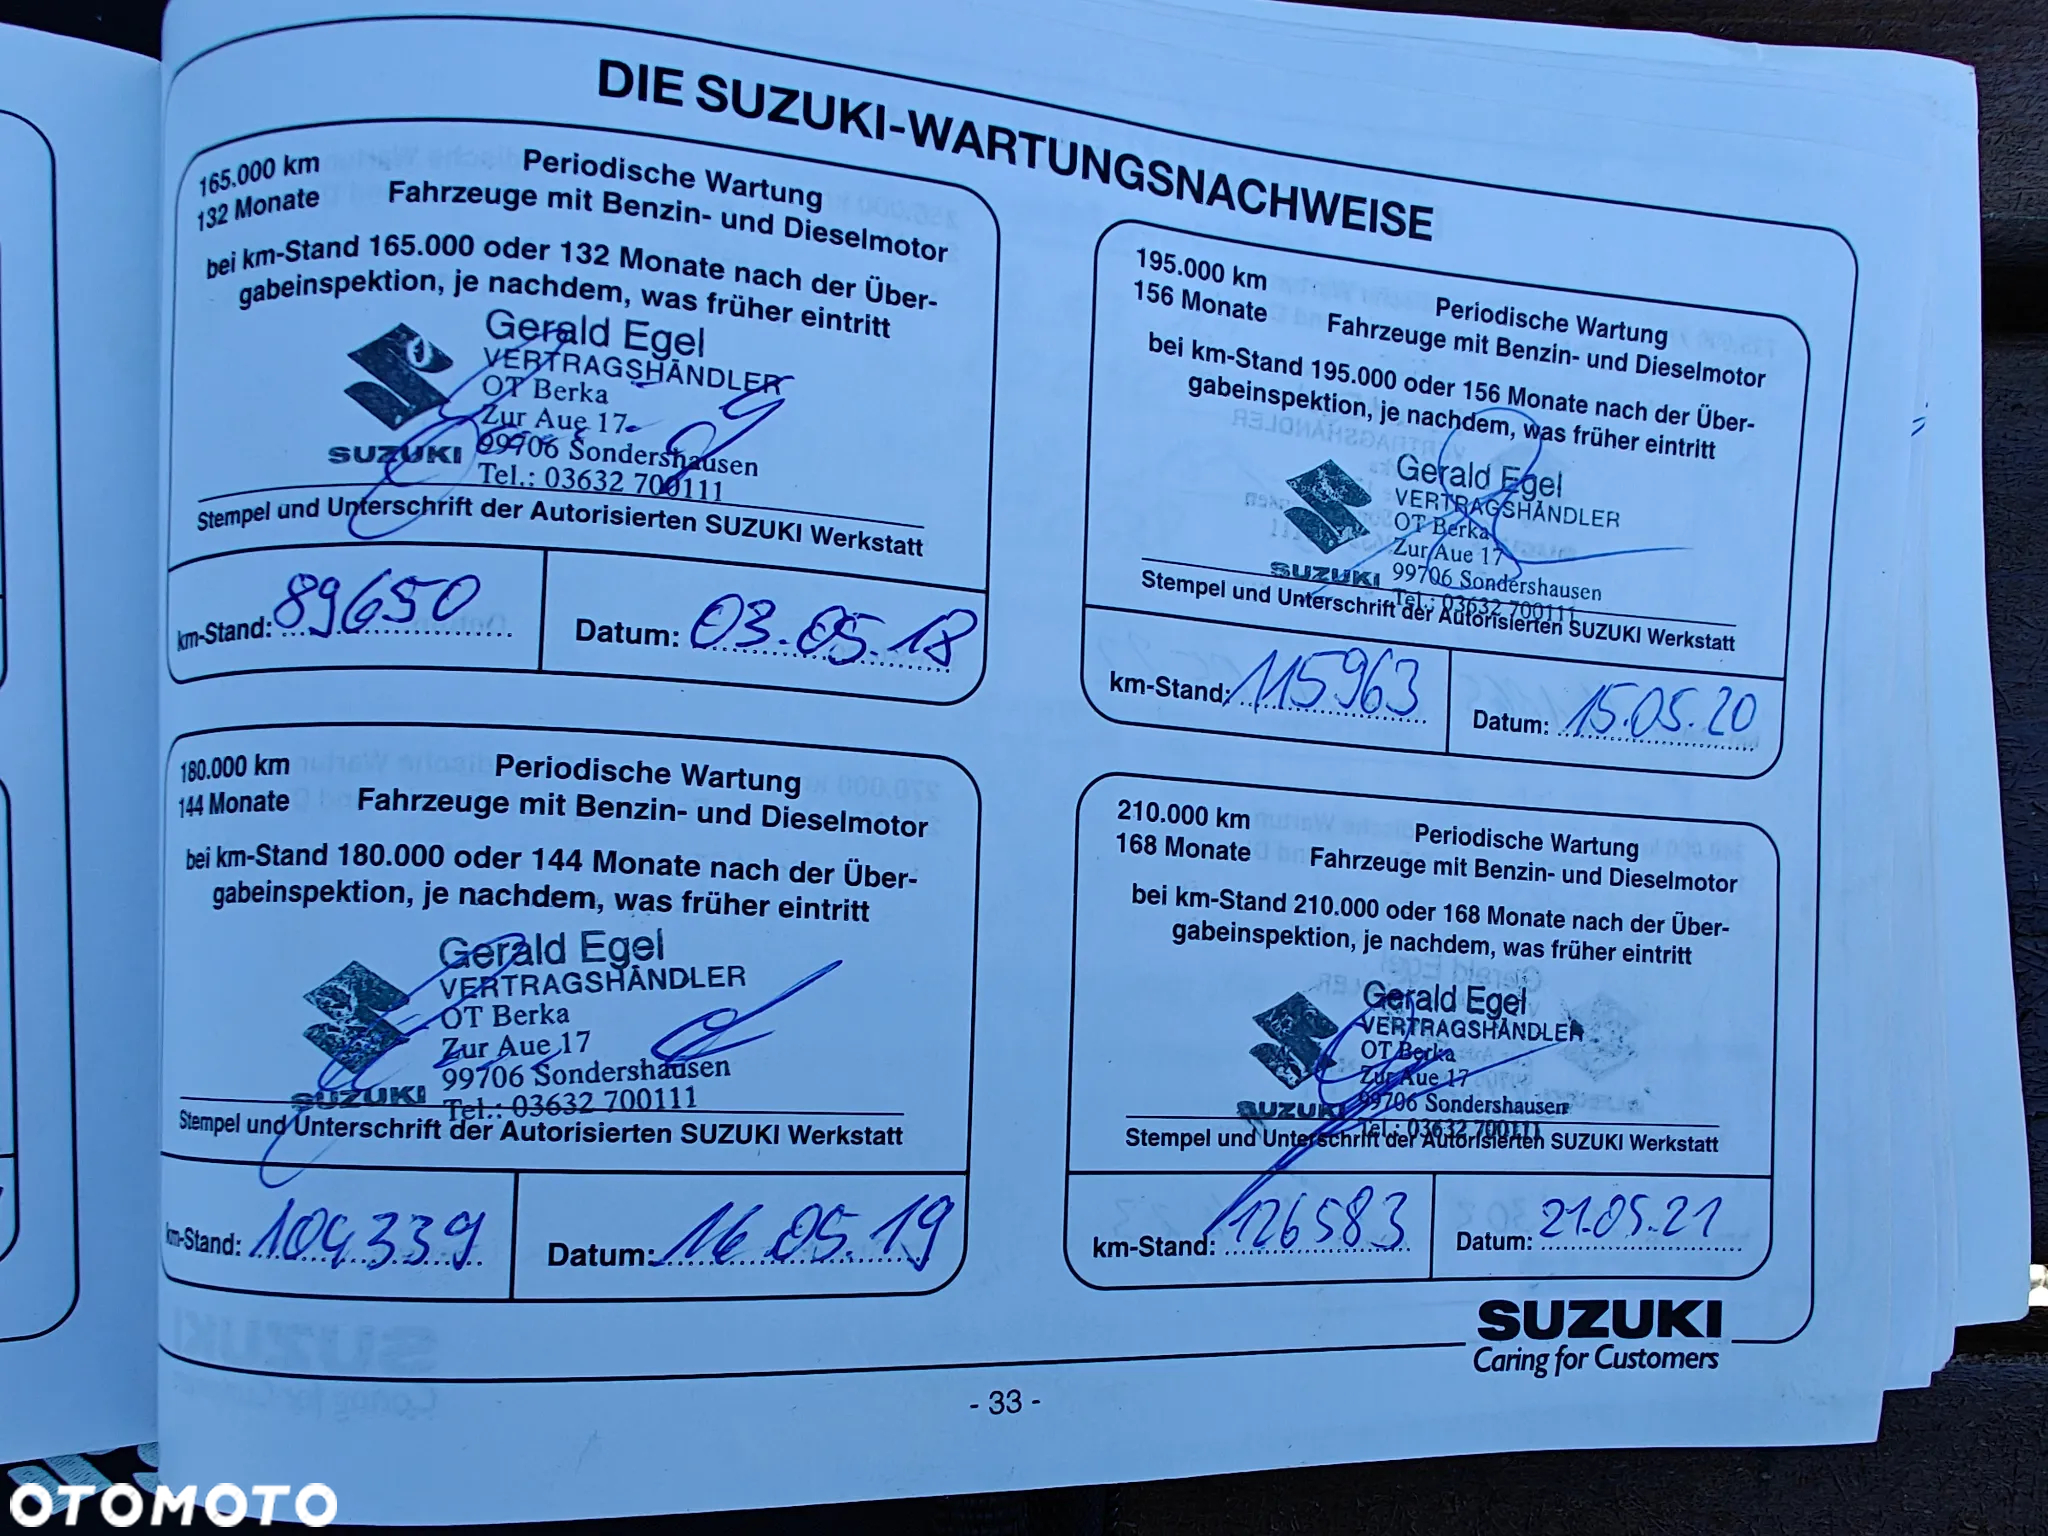 DIE SUZUKI-WARTUNGSNACHWEISE
165.000 km
132 Monate
Periodische Wartung
Fahrzeuge mit Benzin- und Dieselmotor
bei km-Stand 165.000 oder 132 Monate nach der Über-
gabeinspektion, je nachdem, was früher eintritt
Gerald Egel
VERTRAGSHÄNDLER
OT Berka
Zur Aue 17
99706 Sondershausen
Tel.: 03632 700111
SUZUKI
Stempel und Unterschrift der Autorisierten SUZUKI Werkstatt
km-Stand: 89650
Datum: 03.05.18
180.000 km
144 Monate
Periodische Wartung
Fahrzeuge mit Benzin- und Dieselmotor
bei km-Stand 180.000 oder 144 Monate nach der Über-
gabeinspektion, je nachdem, was früher eintritt
Gerald Egel
VERTRAGSHÄNDLER
OT Berka
Zur Aue 17
99706 Sondershausen
Tel.: 03632 700111
SUZUKI
Stempel und Unterschrift der Autorisierten SUZUKI Werkstatt
km-Stand: 104339
Datum: 16.05.19
195.000 km
156 Monate
Periodische Wartung
Fahrzeuge mit Benzin- und Dieselmotor
bei km-Stand 195.000 oder 156 Monate nach der Über-
gabeinspektion, je nachdem, was früher eintritt
Gerald Egel
VERTRAGSHÄNDLER
OT Berka
Zur Aue 17
99706 Sondershausen
Tel.: 03632 700111
SUZUKI
Stempel und Unterschrift der Autorisierten SUZUKI Werkstatt
km-Stand: 115963
Datum: 15.05.20
210.000 km
168 Monate
Periodische Wartung
Fahrzeuge mit Benzin- und Dieselmotor
bei km-Stand 210.000 oder 168 Monate nach der Über-
gabeinspektion, je nachdem, was früher eintritt
Gerald Egel
VERTRAGSHÄNDLER
OT Berka
Zur Aue 17
99706 Sondershausen
Tel.: 03632 700111
SUZUKI
Stempel und Unterschrift der Autorisierten SUZUKI Werkstatt
km-Stand: 126583
Datum: 21.05.21
SUZUKI
Caring for Customers
- 33 -
OTOMOTO